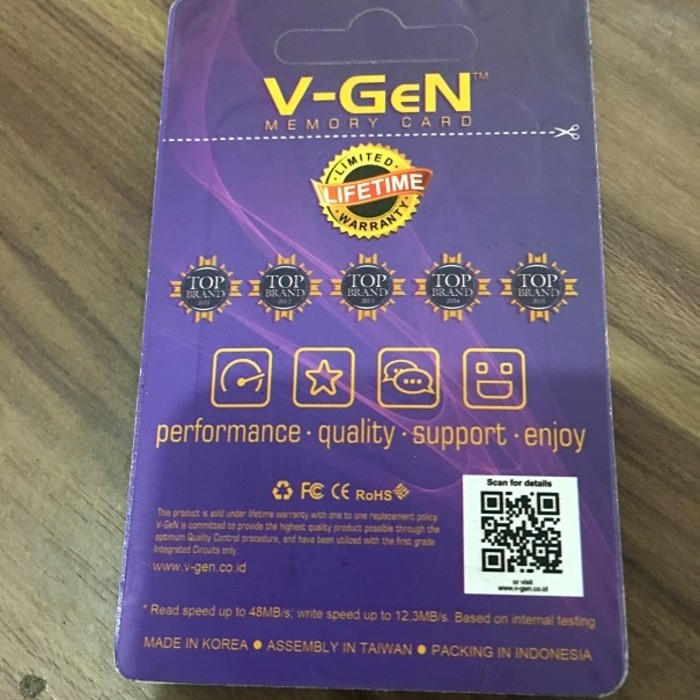 V-GeN™
MEMORY CARD
LIMITED
LIFETIME
WARRANTY
TOP TOP TOP TOP TOP
BRAND BRAND BRAND BRAND BRAND
2012 2013 2014 2015
performance · quality · support · enjoy
FC CE RoHS
Scan for details
This product is sold under lifetime warranty with one to one replacement policy.
V-GeN is committed to provide the highest quality product possible through the
optimum Quality Control procedure, and have been utilized with the first grade
Integrated Circuits only.
www.v-gen.co.id
or visit
www.v-gen.co.id
* Read speed up to 48MB/s; write speed up to 12,3MB/s. Based on internal testing
MADE IN KOREA ● ASSEMBLY IN TAIWAN ● PACKING IN INDONESIA